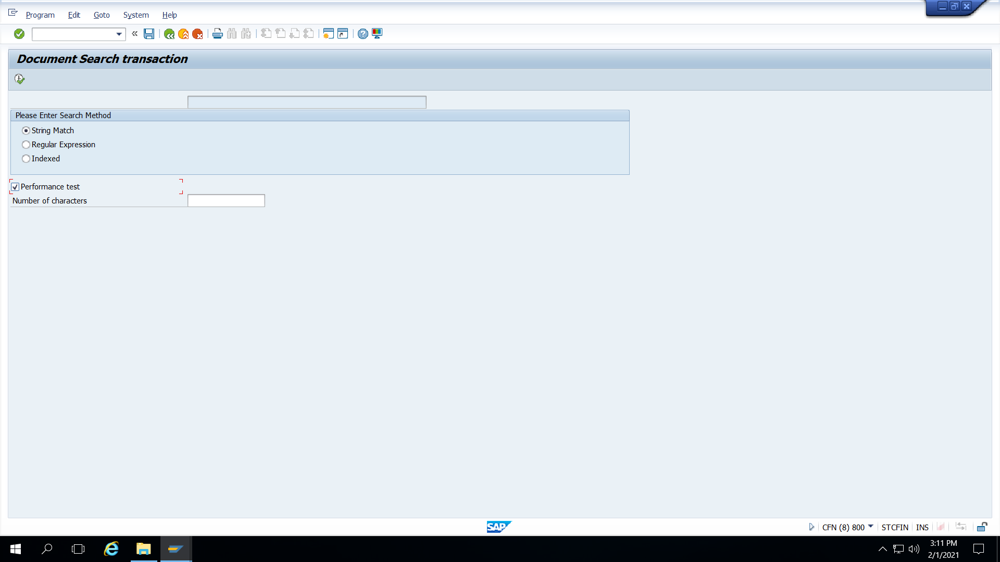 Program Edit Goto System Help
Document Search transaction
Please Enter Search Method
String Match
Regular Expression
Indexed
Performance test
Number of characters
SAP
CFN (8) 800 STCFIN INS
3:11 PM
2/1/2021